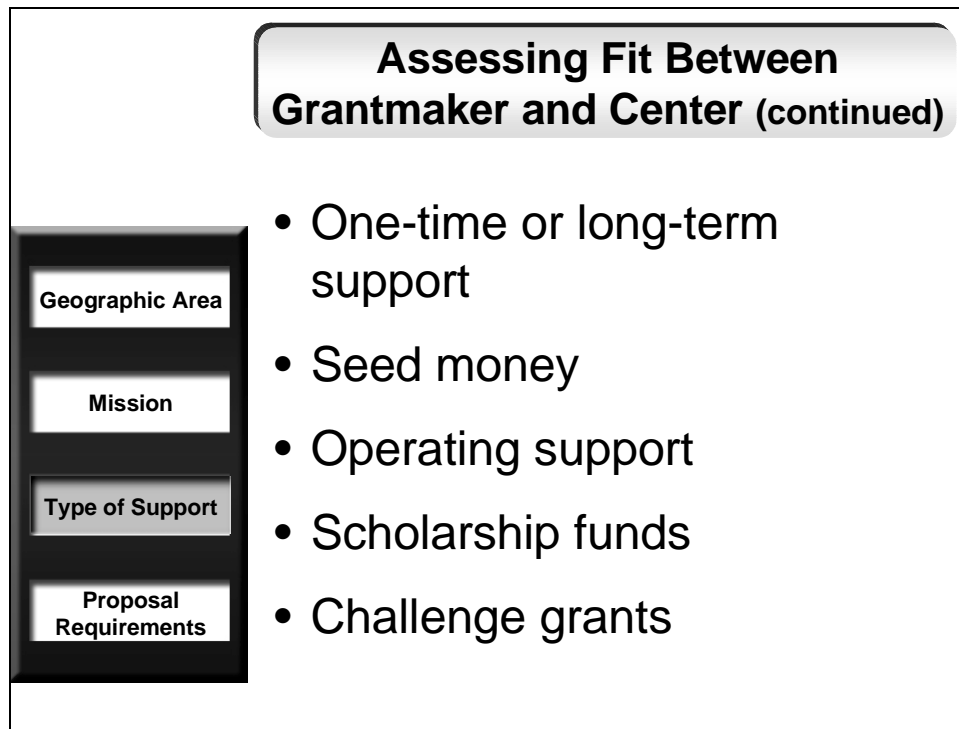 Assessing Fit Between
Grantmaker and Center (continued)
Geographic Area
Mission
Type of Support
Proposal
Requirements
• One-time or long-term
support
• Seed money
• Operating support
• Scholarship funds
• Challenge grants